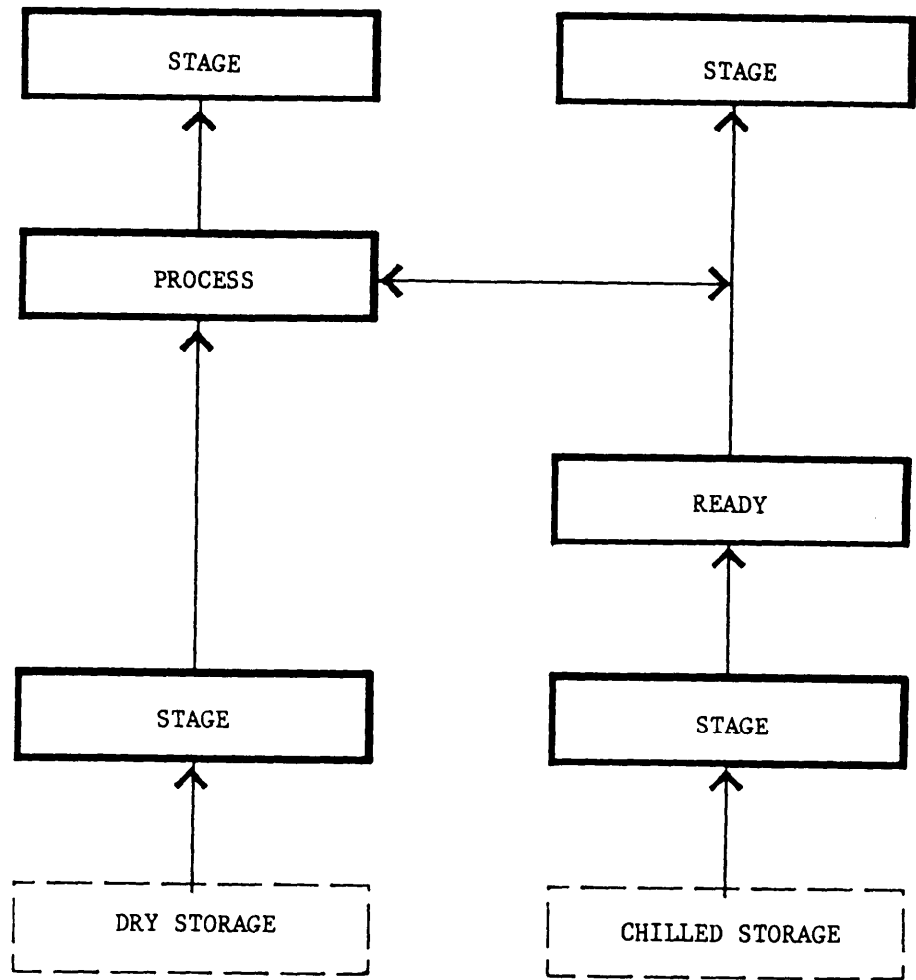 STAGE
STAGE
PROCESS
READY
STAGE
STAGE
DRY STORAGE
CHILLED STORAGE